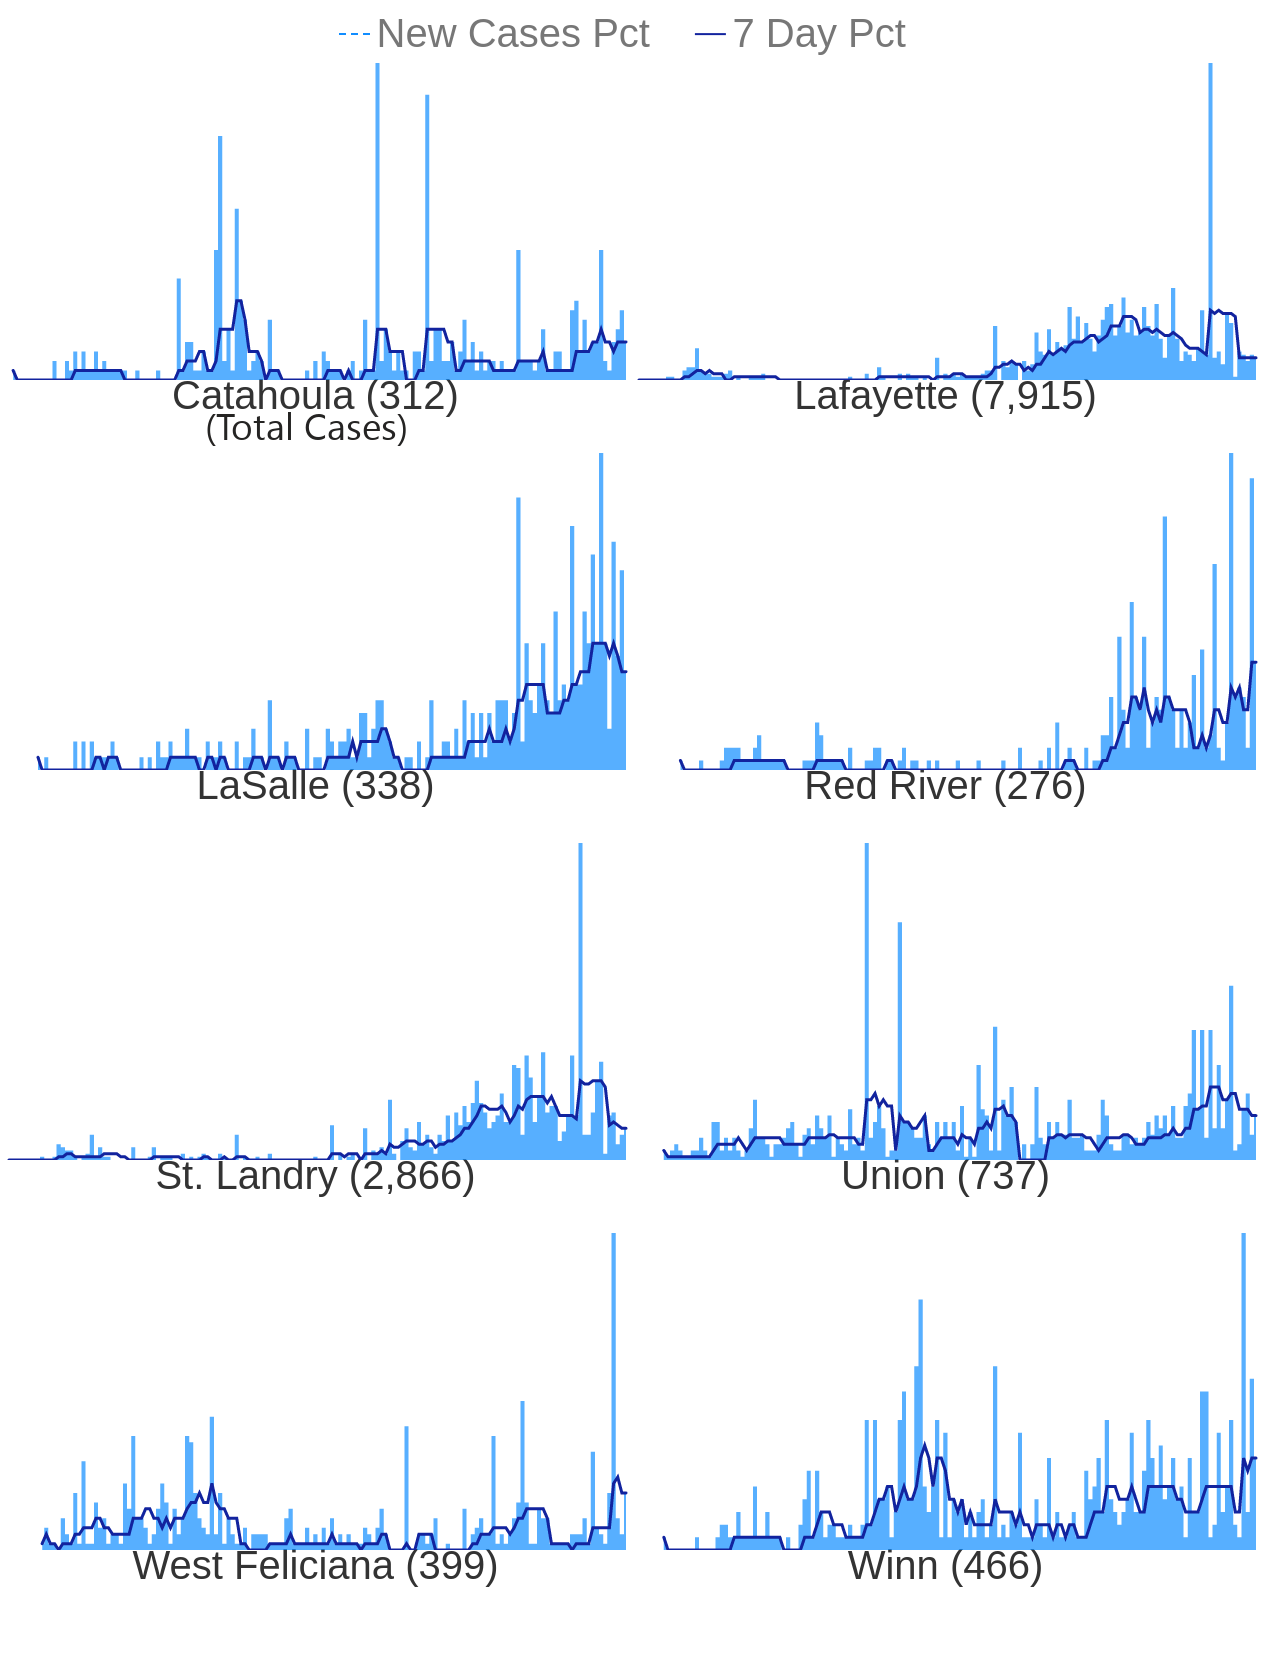 New Cases Pct 7 Day Pct
Catahoula (312) Lafayette (7,915)
(Total Cases)
LaSalle (338) Red River (276)
St. Landry (2,866) Union (737)
West Feliciana (399) Winn (466)